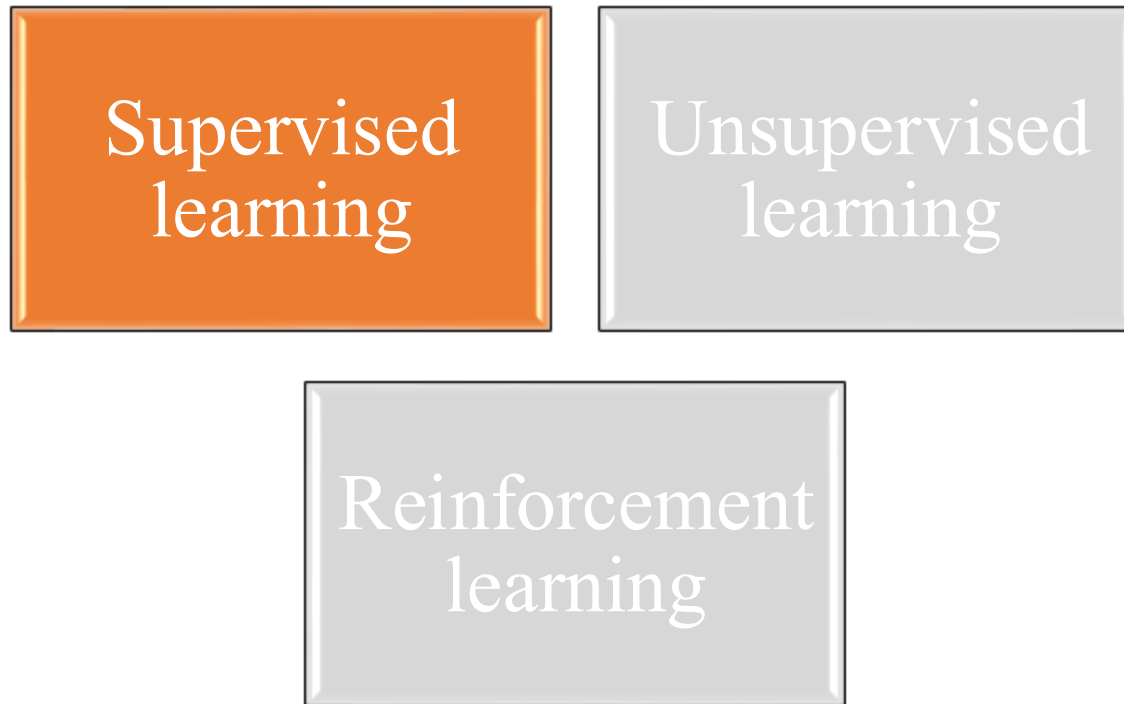 Supervised
learning
Unsupervised
learning
Reinforcement
learning